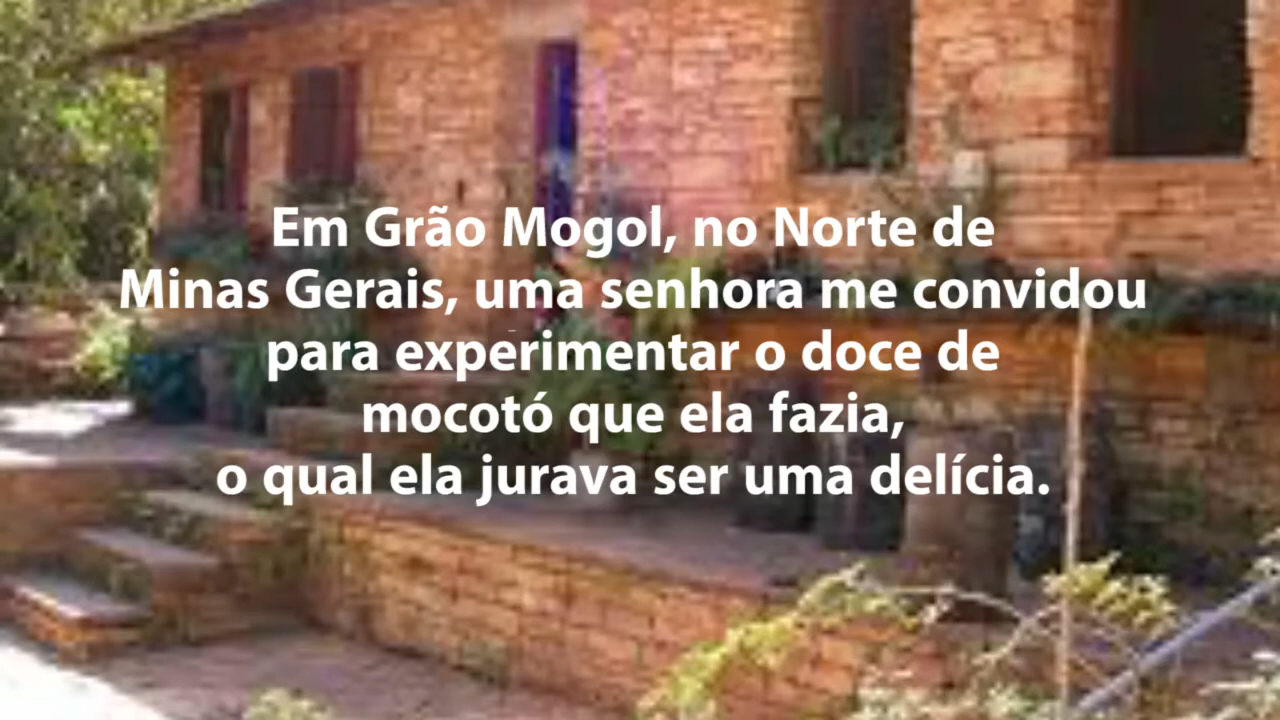 Em Grão Mogol, no Norte de
Minas Gerais, uma senhora me convidou
para experimentar o doce de
mocotó que ela fazia,
o qual ela jurava ser uma delícia.